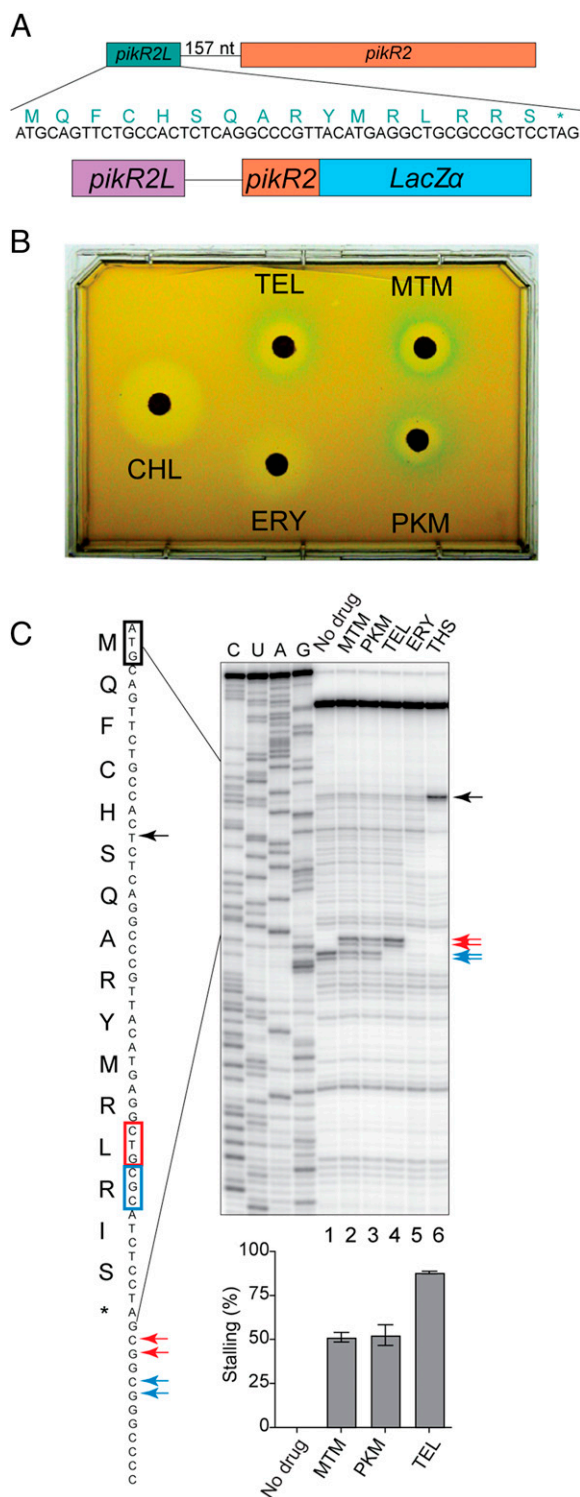 A
pikR2L 157 nt pikR2
M Q F C H S Q A R Y M R L R R S *
ATGCAGTTCTGCCACTCTCAGGCCCGTTACATGAGGCTGCGCCGCTCCTAG
pikR2L pikR2 LacZα
B
TEL MTM
CHL
ERY PKM
C
M Q F C H S Q A R Y M R L R I S *
ATGCAGTTCTGCCACTCTCAGGCCCGTTACATGAGGCTGCGCATCTCCTAGCGGCGGGCCCC
C U A G No drug MTM PKM TEL ERY THS
1 2 3 4 5 6
Stalling (%)
100
75
50
25
0
No drug MTM PKM TEL